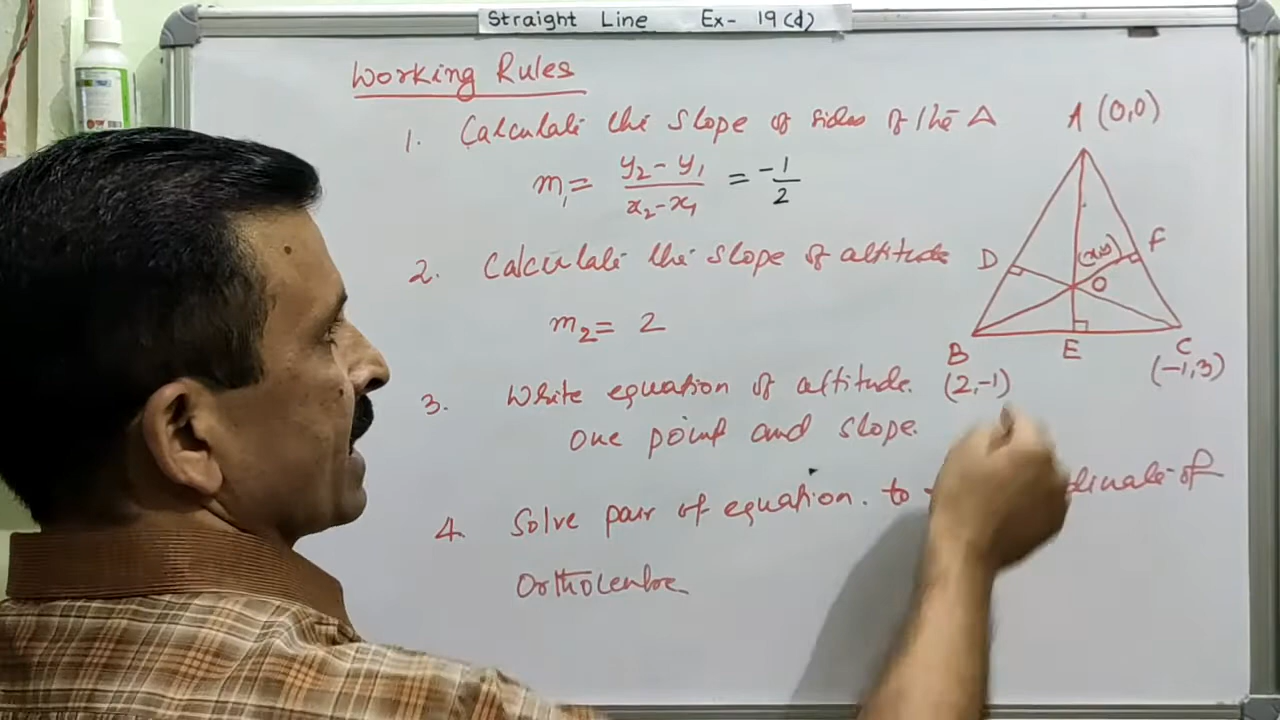 Straight Line Ex- 19(d)
Working Rules
1. Calculate the slope of sides of the Δ
m₁ = (y₂ - y₁)/(x₂ - x₁) = -1/2
2. Calculate the slope of altitude
m₂ = 2
3. Write equation of altitude.
one point and slope.
4. Solve pair of equation. to
dinate of
Orthocentre
A (0,0)
D
F
(x,y)
O
B
E
C
(2,-1)
(-1,3)